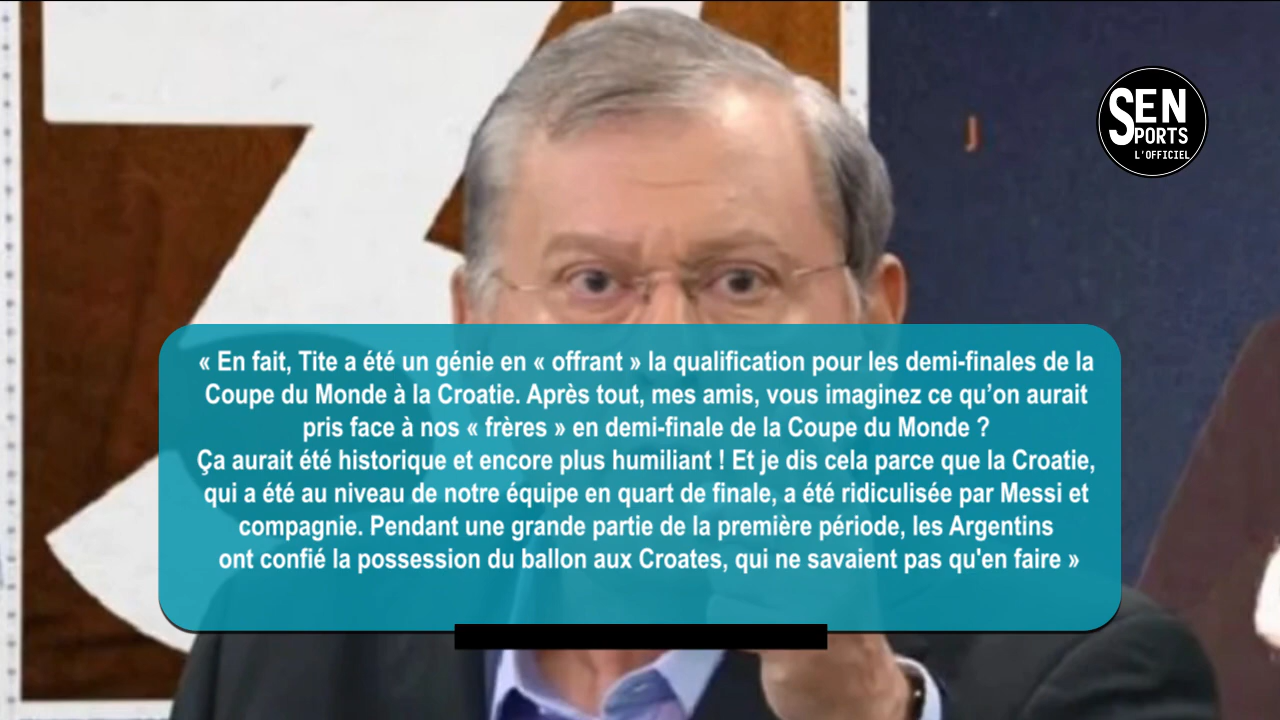 J
SEN
SPORTS
L'OFFICIEL
« En fait, Tite a été un génie en « offrant » la qualification pour les demi-finales de la
Coupe du Monde à la Croatie. Après tout, mes amis, vous imaginez ce qu’on aurait
pris face à nos « frères » en demi-finale de la Coupe du Monde ?
Ça aurait été historique et encore plus humiliant ! Et je dis cela parce que la Croatie,
qui a été au niveau de notre équipe en quart de finale, a été ridiculisée par Messi et
compagnie. Pendant une grande partie de la première période, les Argentins
ont confié la possession du ballon aux Croates, qui ne savaient pas qu'en faire »